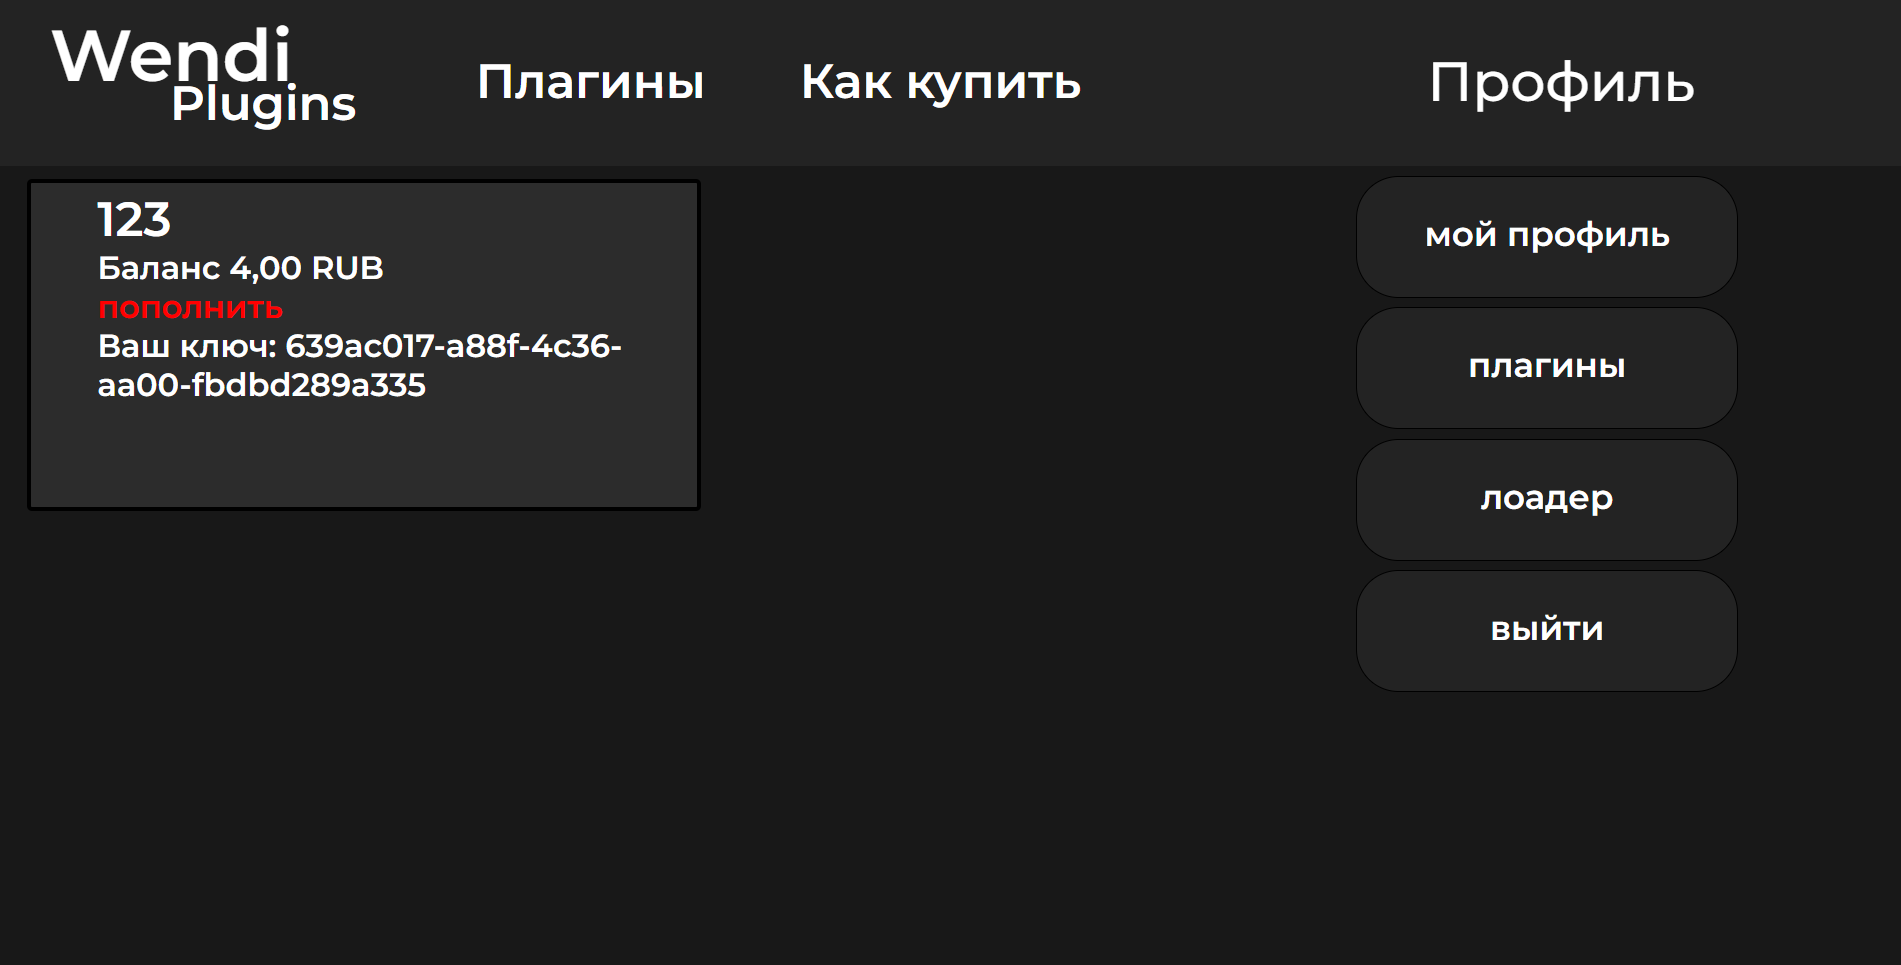 Wendi
Plugins
Плагины
Как купить
Профиль
123
Баланс 4,00 RUB
пополнить
Ваш ключ: 639ac017-a88f-4c36-
aa00-fbdbd289a335
мой профиль
плагины
лоадер
выйти